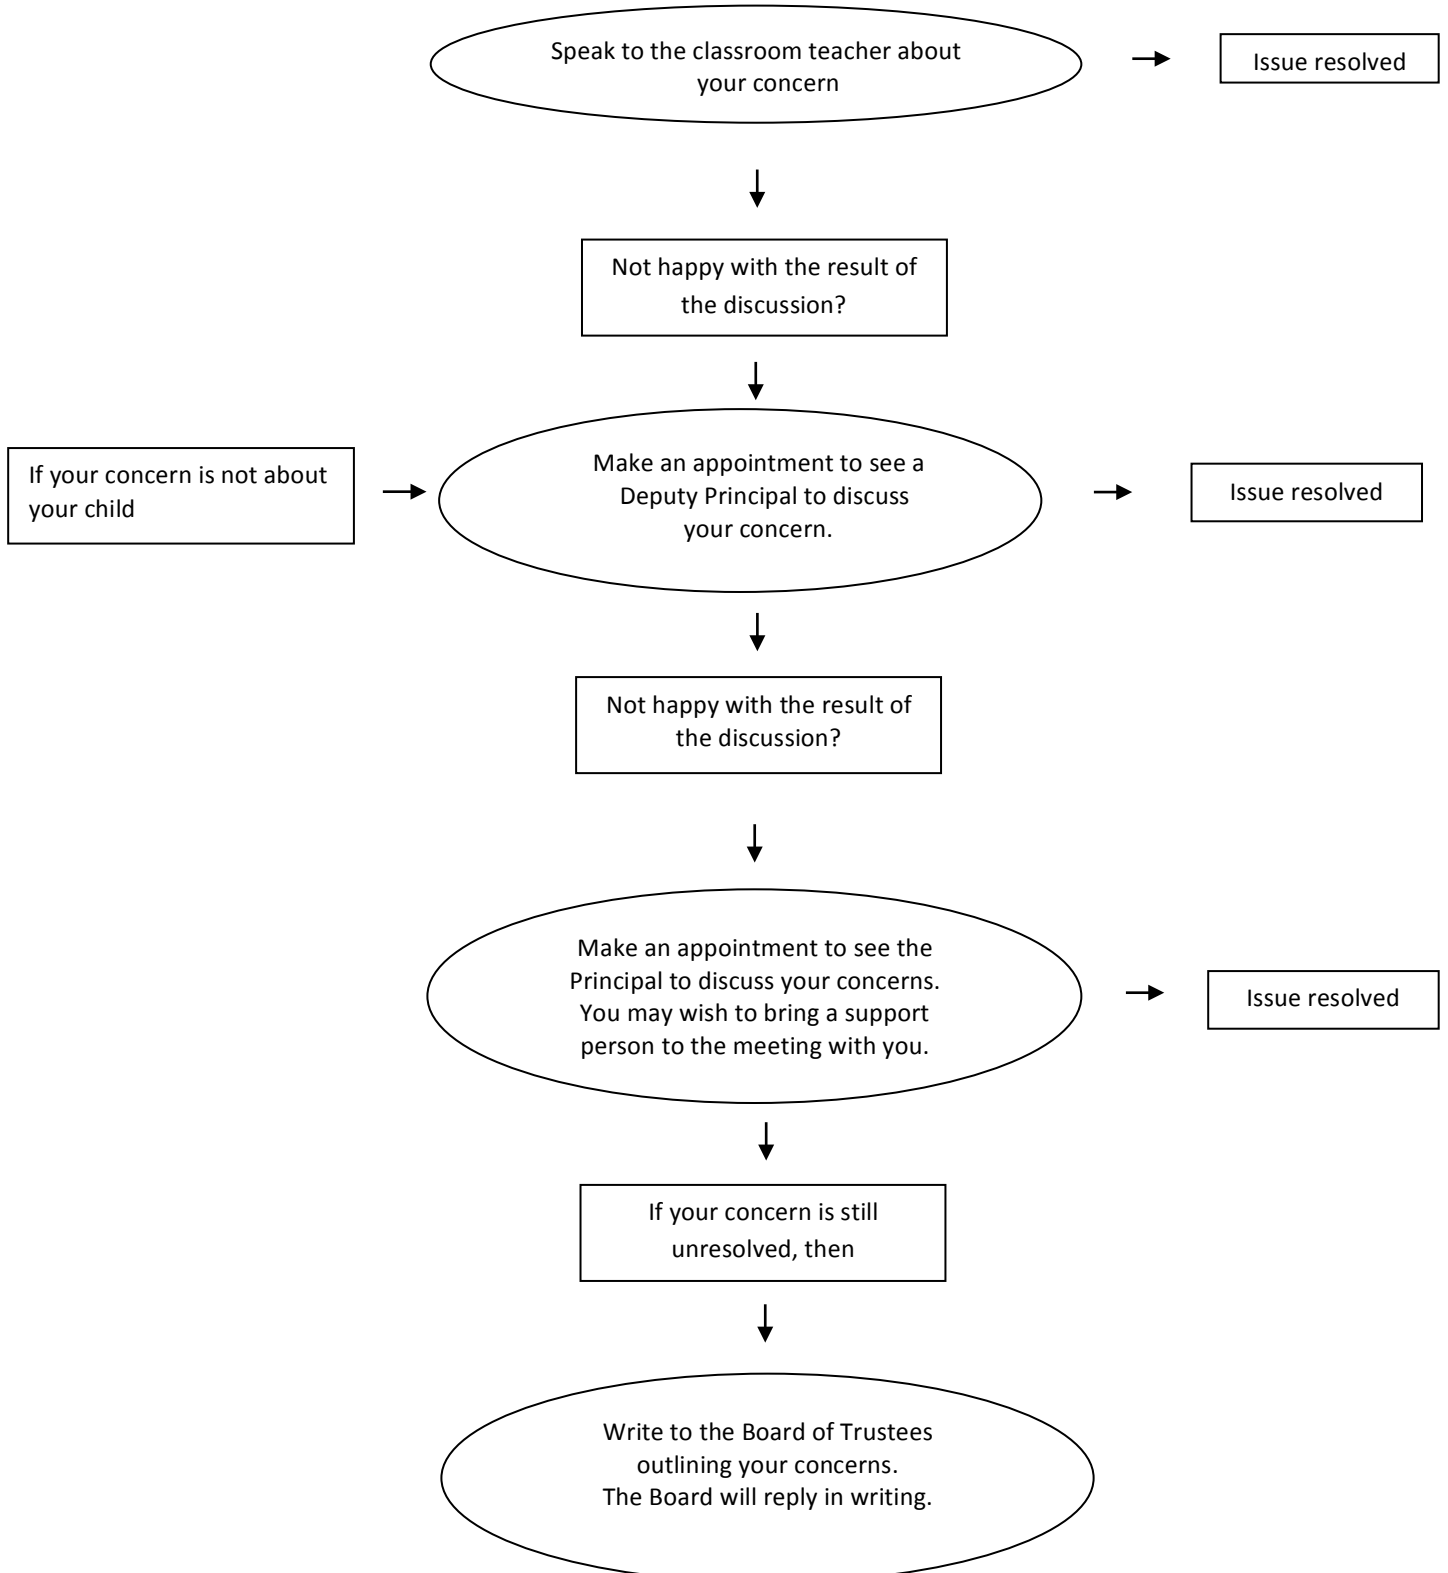 Speak to the classroom teacher about
your concern
Issue resolved
Not happy with the result of
the discussion?
If your concern is not about
your child
Make an appointment to see a
Deputy Principal to discuss
your concern.
Issue resolved
Not happy with the result of
the discussion?
Make an appointment to see the
Principal to discuss your concerns.
You may wish to bring a support
person to the meeting with you.
Issue resolved
If your concern is still
unresolved, then
Write to the Board of Trustees
outlining your concerns.
The Board will reply in writing.